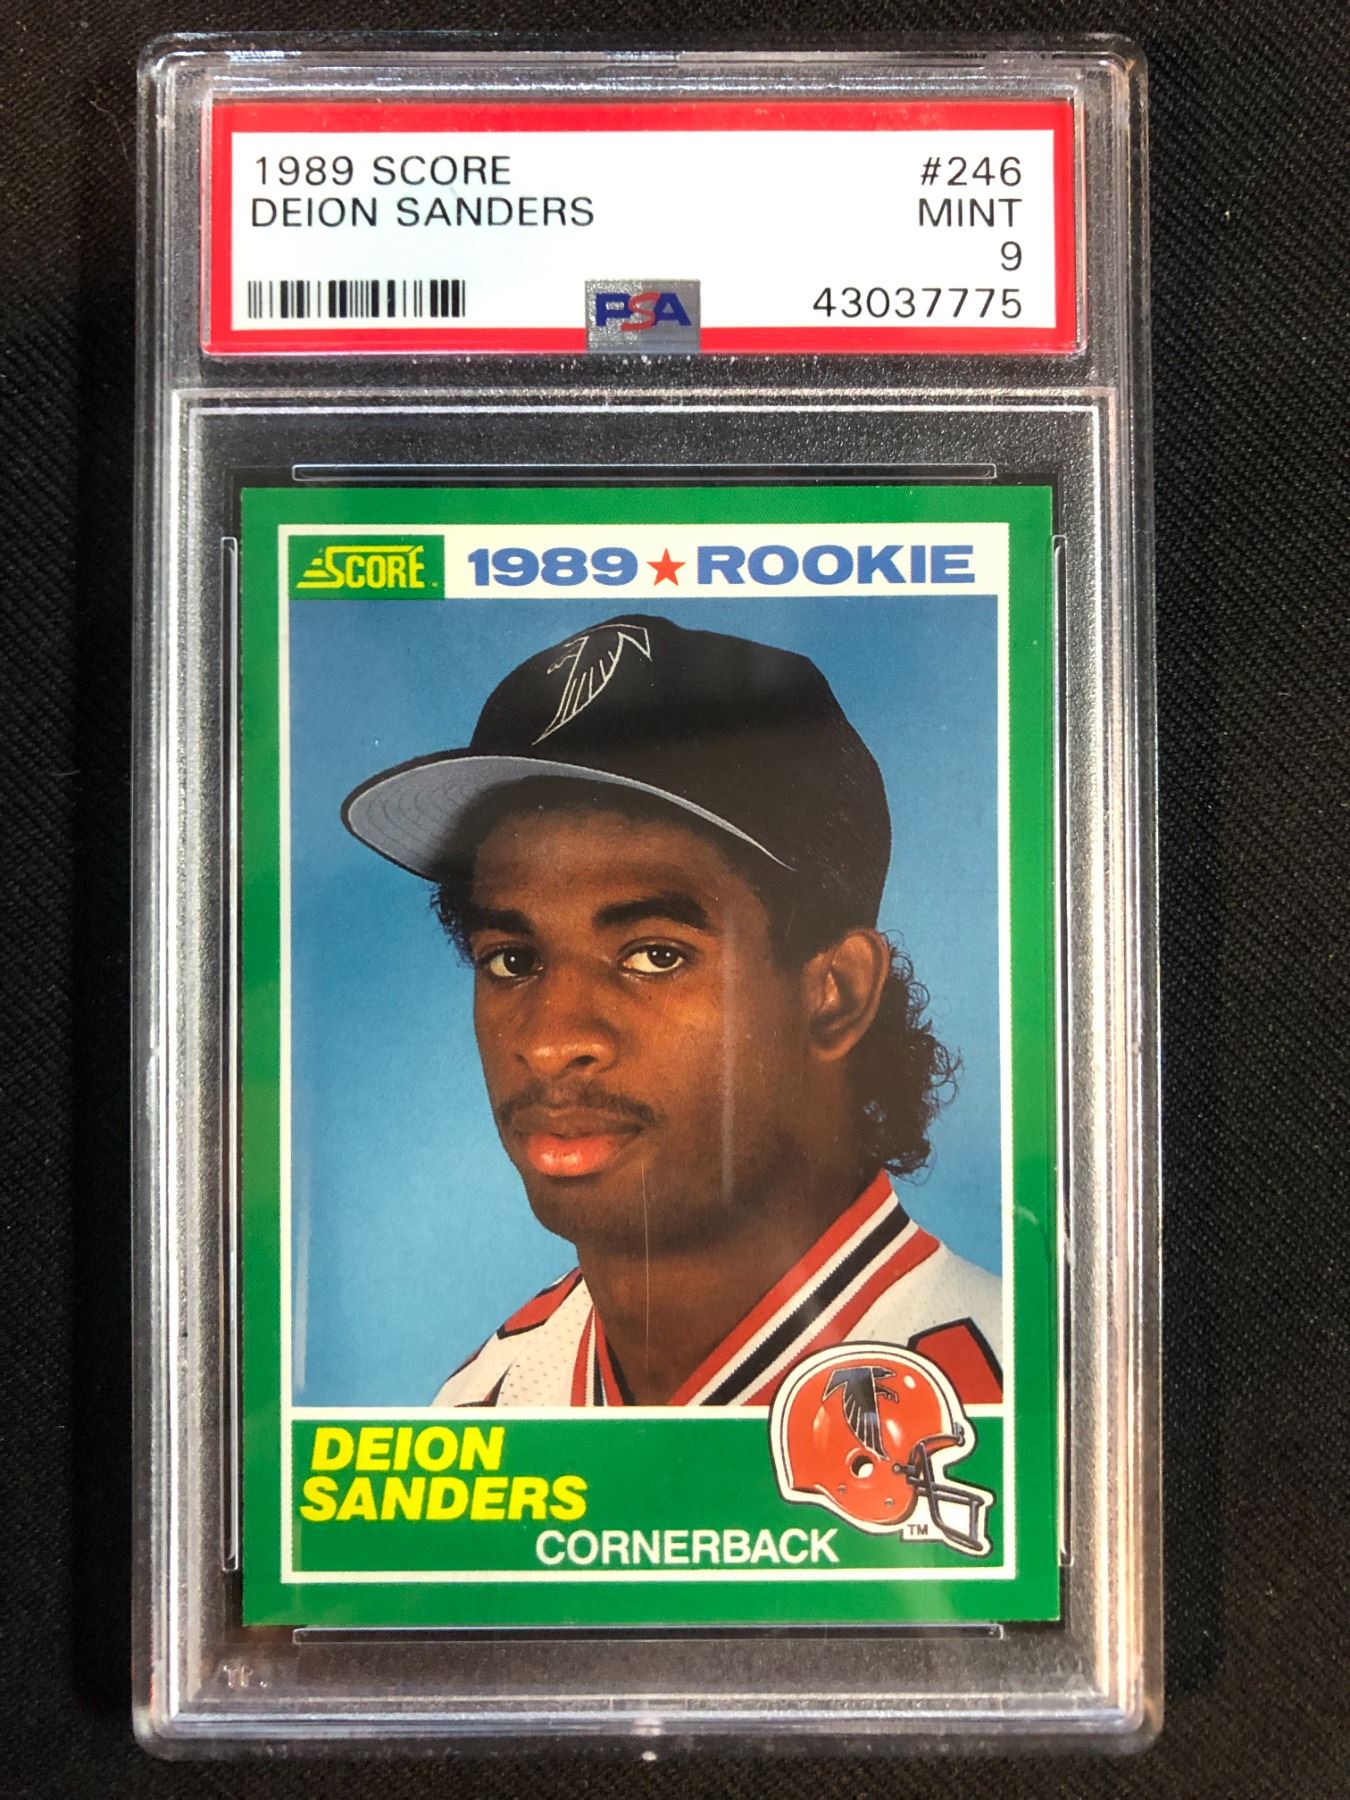 1989 SCORE #246
DEION SANDERS MINT
9
PSA 43037775
SCORE 1989 ★ ROOKIE
DEION
SANDERS
CORNERBACK
TM